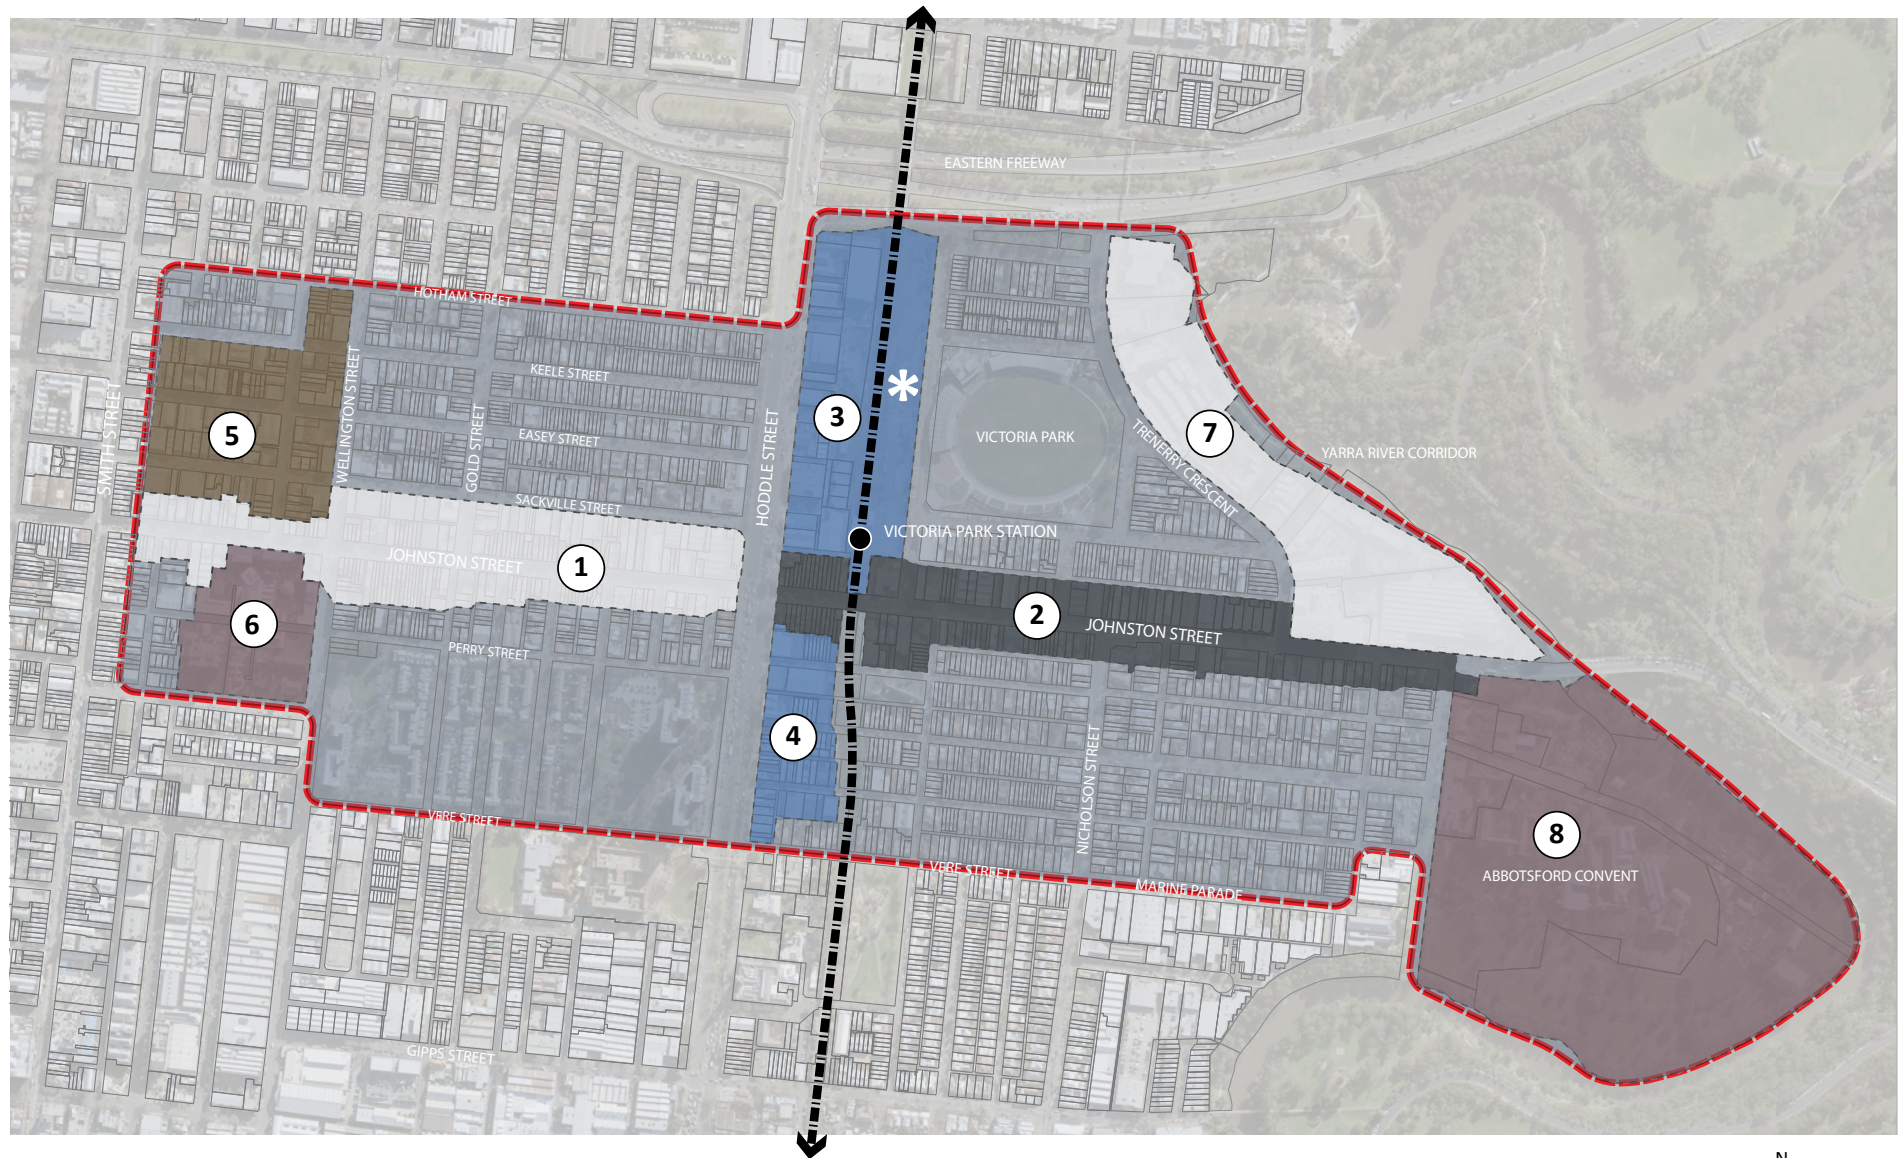 EASTERN FREEWAY
HOTHAM STREET
KEELE STREET
EASEY STREET
SACKVILLE STREET
SMITH STREET
WELLINGTON STREET
GOLD STREET
HODDLE STREET
5
3
*
VICTORIA PARK
7
TRENERRY CRESCENT
YARRA RIVER CORRIDOR
VICTORIA PARK STATION
JOHNSTON STREET
1
2
JOHNSTON STREET
6
PERRY STREET
4
NICHOLSON STREET
8
ABBOTSFORD CONVENT
VERE STREET
VERE STREET
MARINE PARADE
GIPPS STREET
N